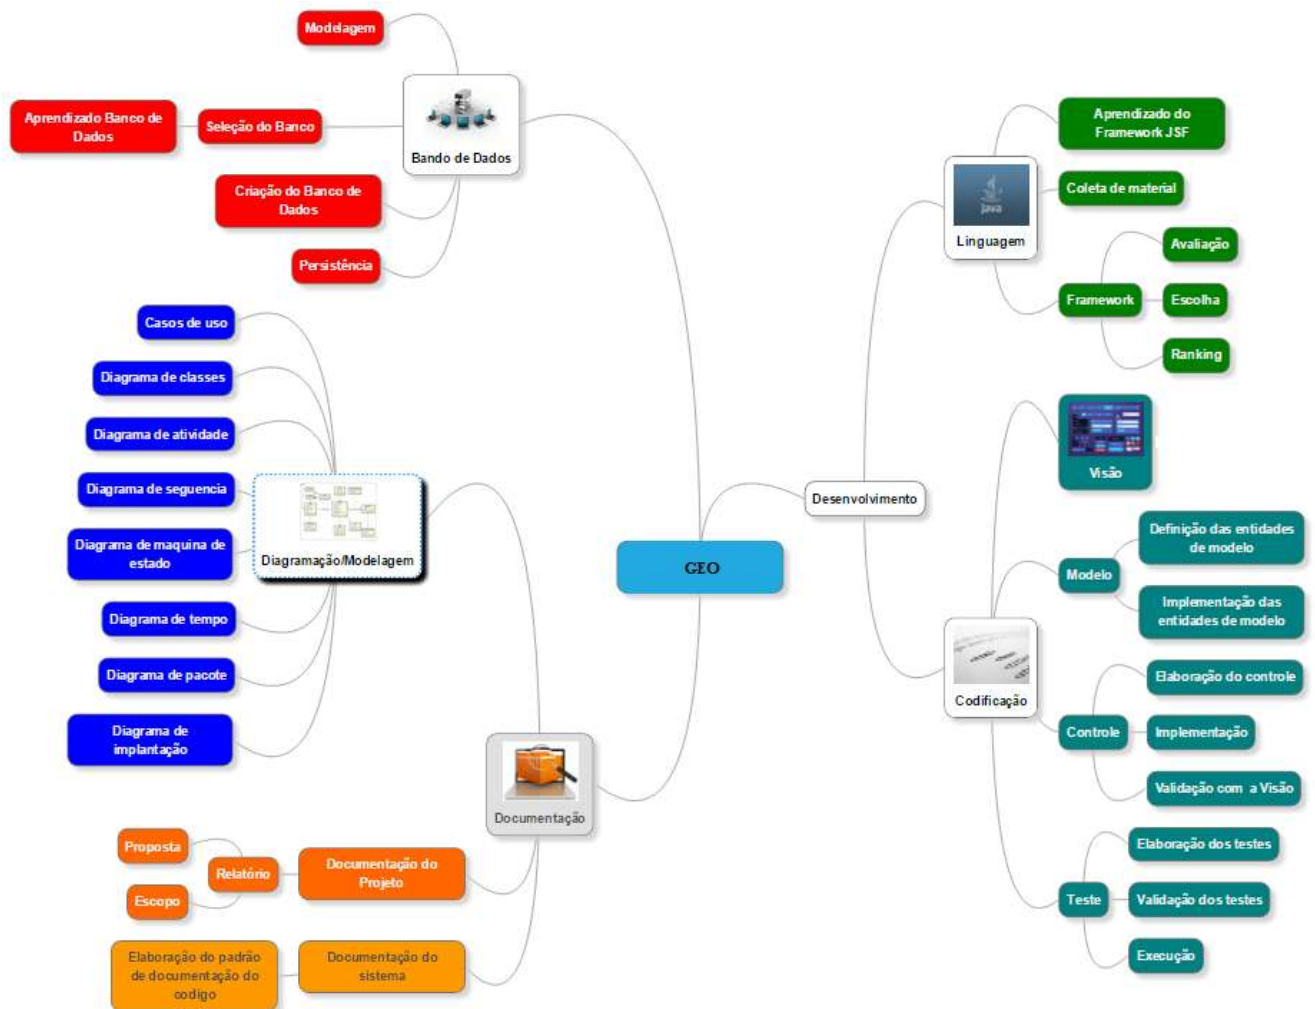 Modelagem
Aprendizado Banco de
Dados
Seleção do Banco
Bando de Dados
Criação do Banco de
Dados
Persistência
Casos de uso
Diagrama de classes
Diagrama de atividade
Diagrama de seguencia
Diagrama de maquina de
estado
Diagrama de tempo
Diagrama de pacote
Diagrama de
implantação
Diagramação/Modelagem
Documentação
Proposta
Relatório
Escopo
Documentação do
Projeto
Elaboração do padrão
de documentação do
codigo
Documentação do
sistema
GEO
Desenvolvimento
Java
Linguagem
Aprendizado do
Framework JSF
Coleta de material
Framework
Avaliação
Escolha
Ranking
Codificação
Visão
Modelo
Definição das entidades
de modelo
Implementação das
entidades de modelo
Controle
Elaboração do controle
Implementação
Validação com a Visão
Teste
Elaboração dos testes
Validação dos testes
Execução